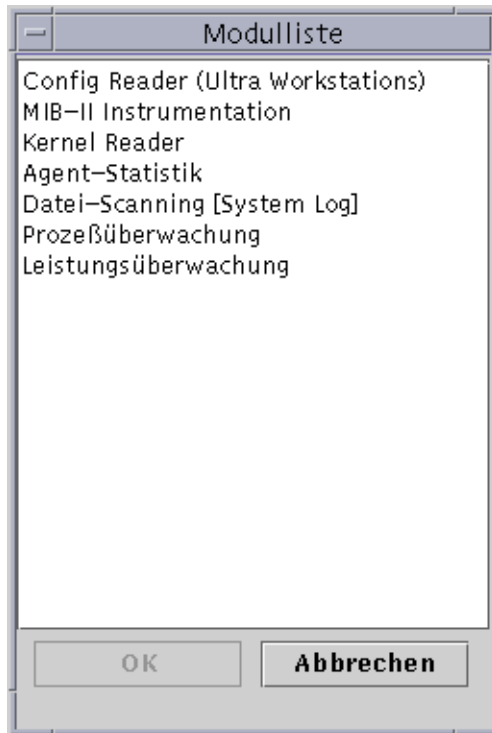 Modulliste
Config Reader (Ultra Workstations)
MIB–II Instrumentation
Kernel Reader
Agent–Statistik
Datei–Scanning [System Log]
Prozeßüberwachung
Leistungsüberwachung
OK Abbrechen